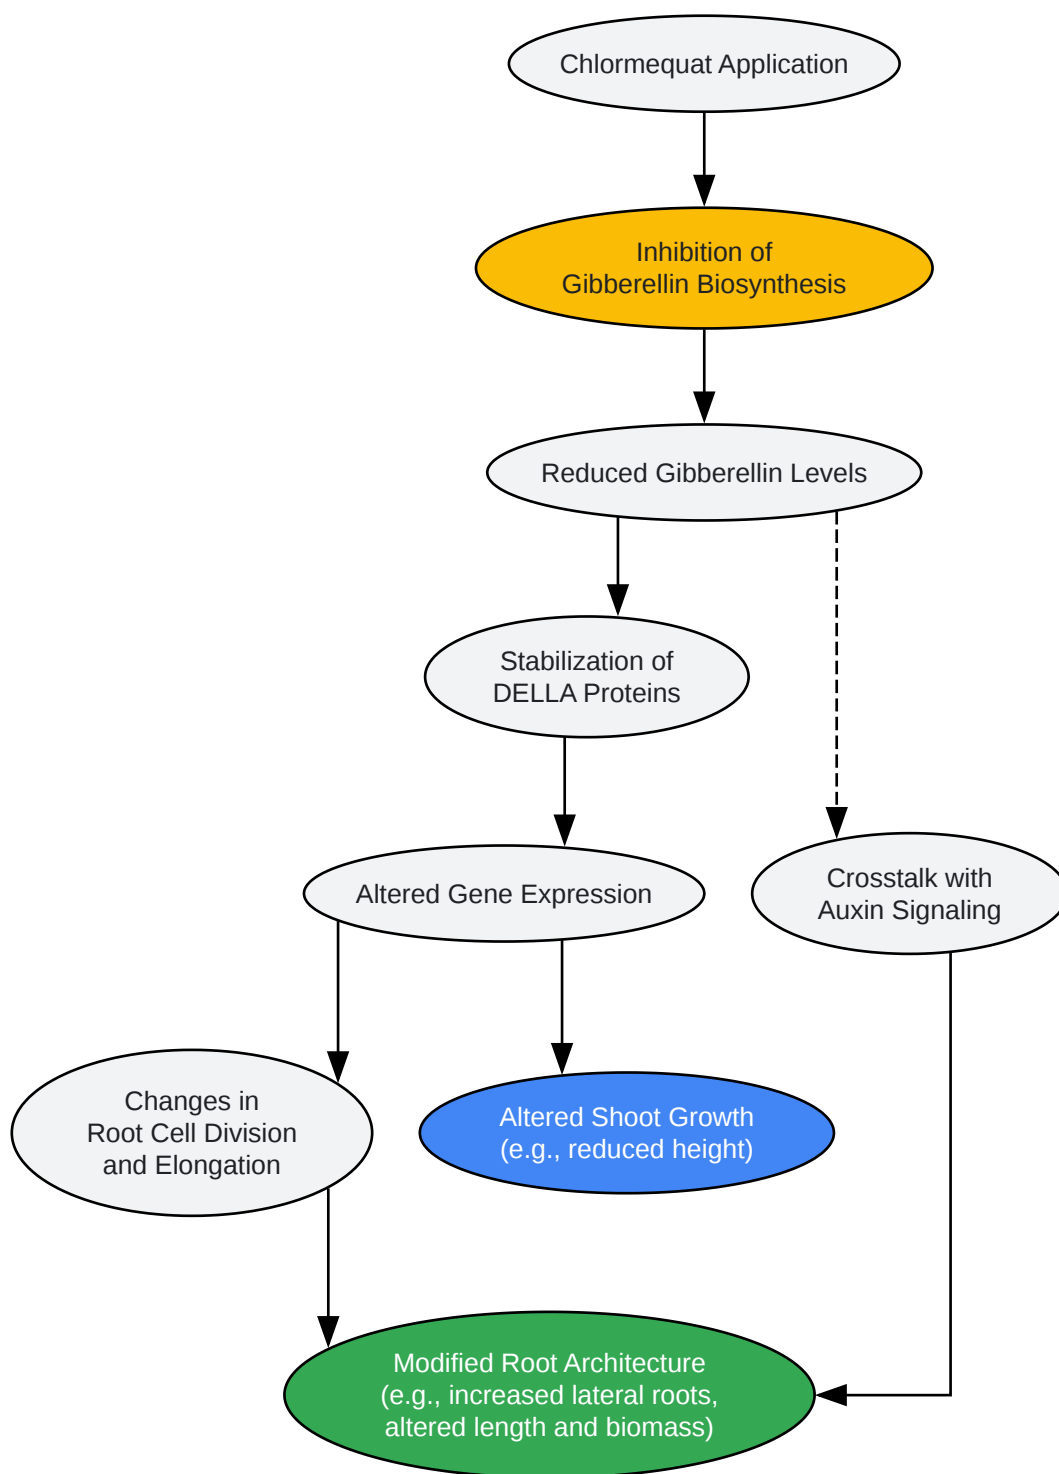 Chlormequat Application
Inhibition of
Gibberellin Biosynthesis
Reduced Gibberellin Levels
Stabilization of
DELLA Proteins
Altered Gene Expression
Crosstalk with
Auxin Signaling
Changes in
Root Cell Division
and Elongation
Altered Shoot Growth
(e.g., reduced height)
Modified Root Architecture
(e.g., increased lateral roots,
altered length and biomass)